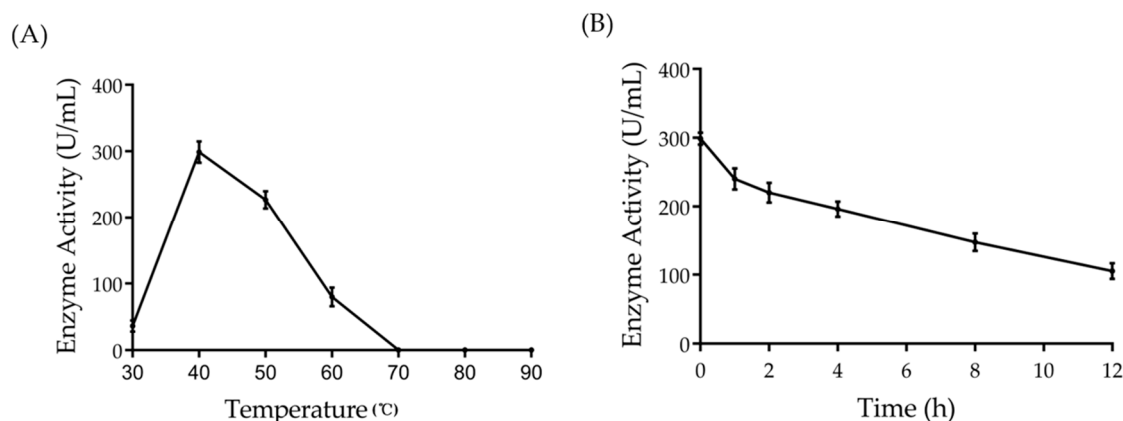 (A)
Enzyme Activity (U/mL)
400
300
200
100
0
30 40 50 60 70 80 90
Temperature (℃)
(B)
Enzyme Activity (U/mL)
400
300
200
100
0
0 2 4 6 8 10 12
Time (h)